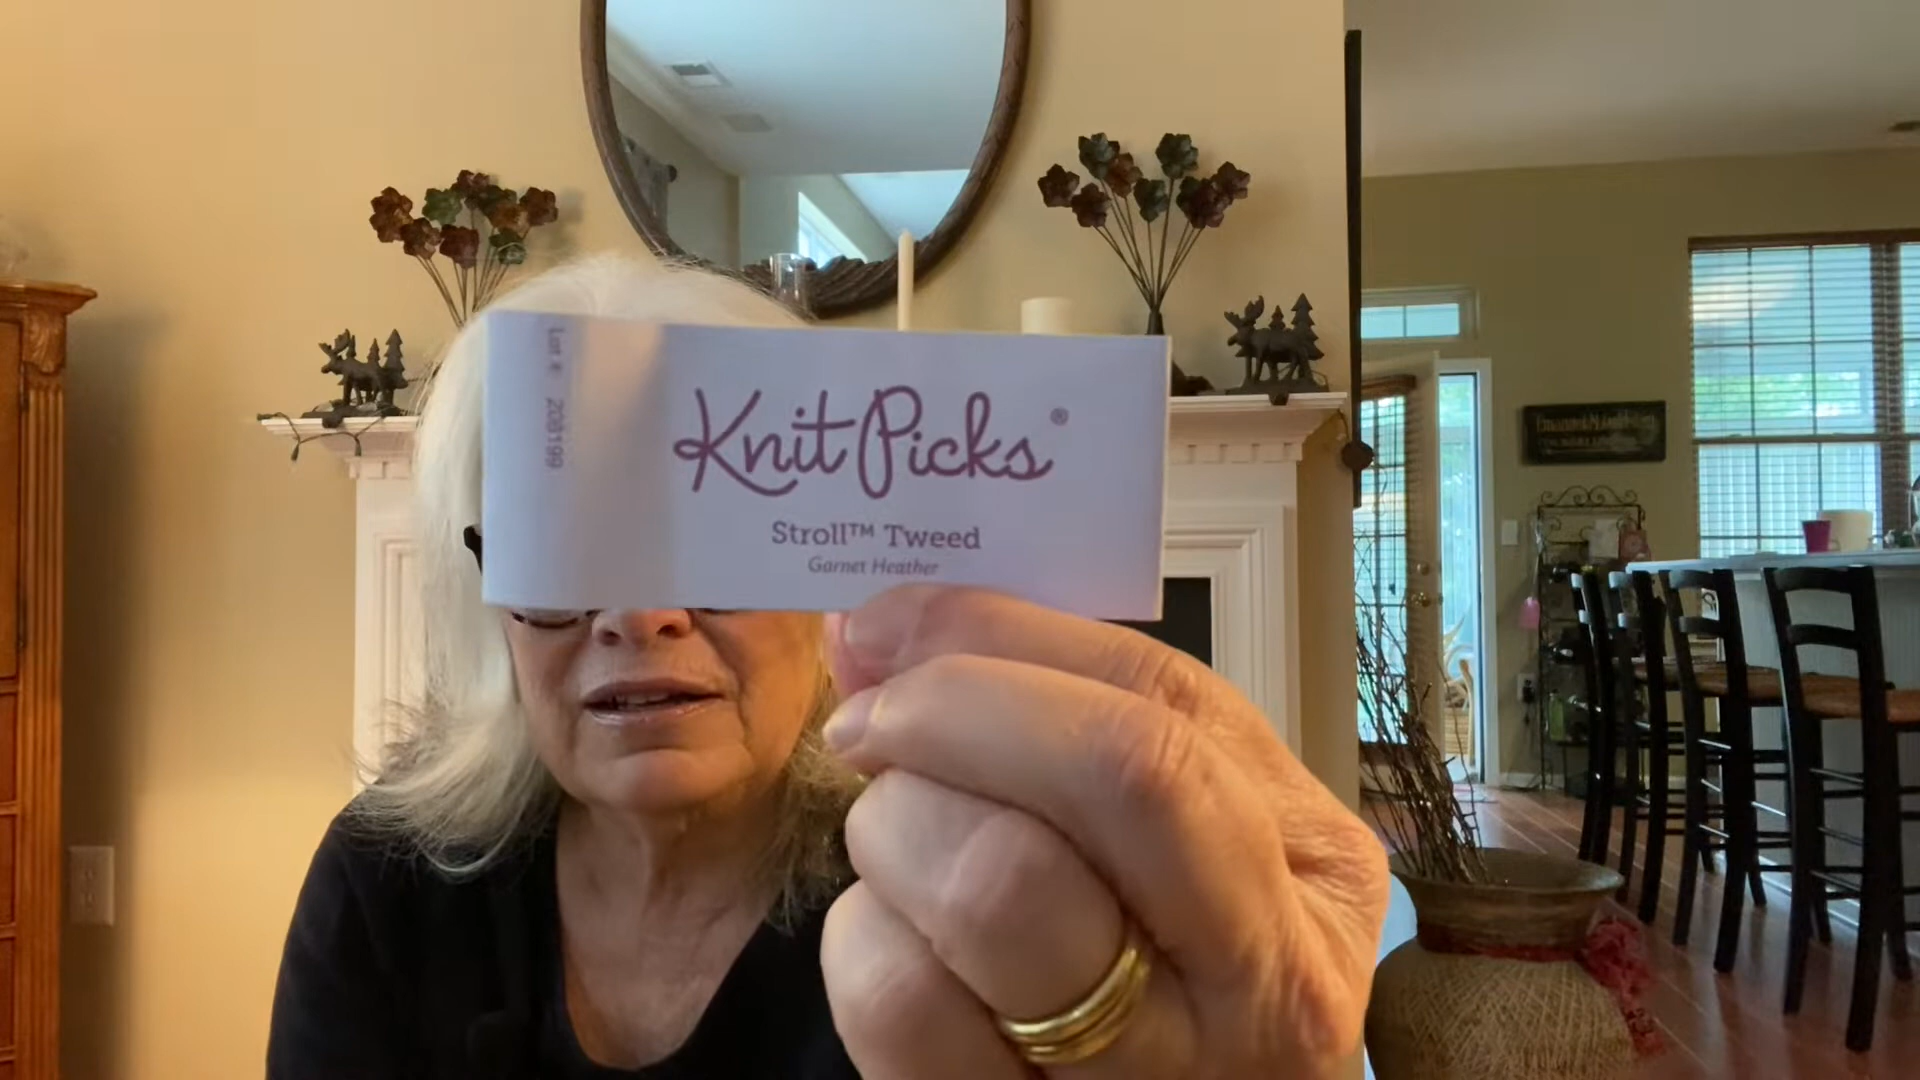 Lot #: 208199
KnitPicks®
Stroll™ Tweed
Garnet Heather